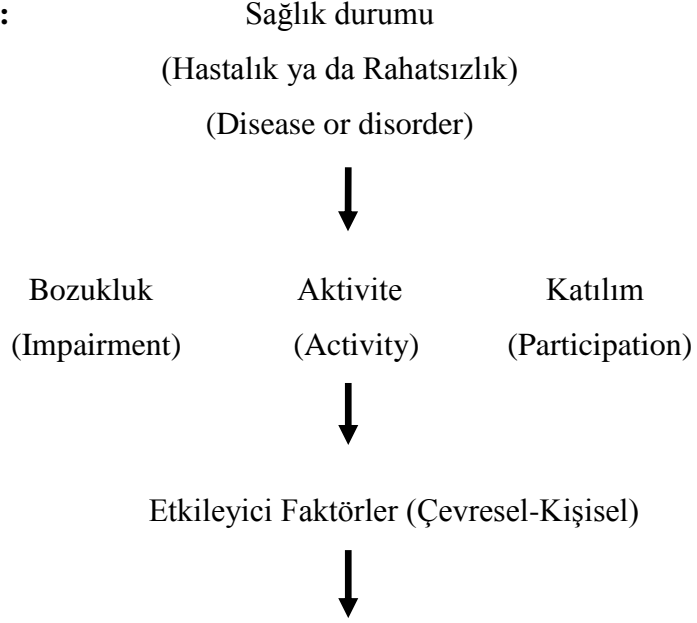 : Sağlık durumu
(Hastalık ya da Rahatsızlık)
(Disease or disorder)
Bozukluk Aktivite Katılım
(Impairment) (Activity) (Participation)
Etkileyici Faktörler (Çevresel-Kişisel)